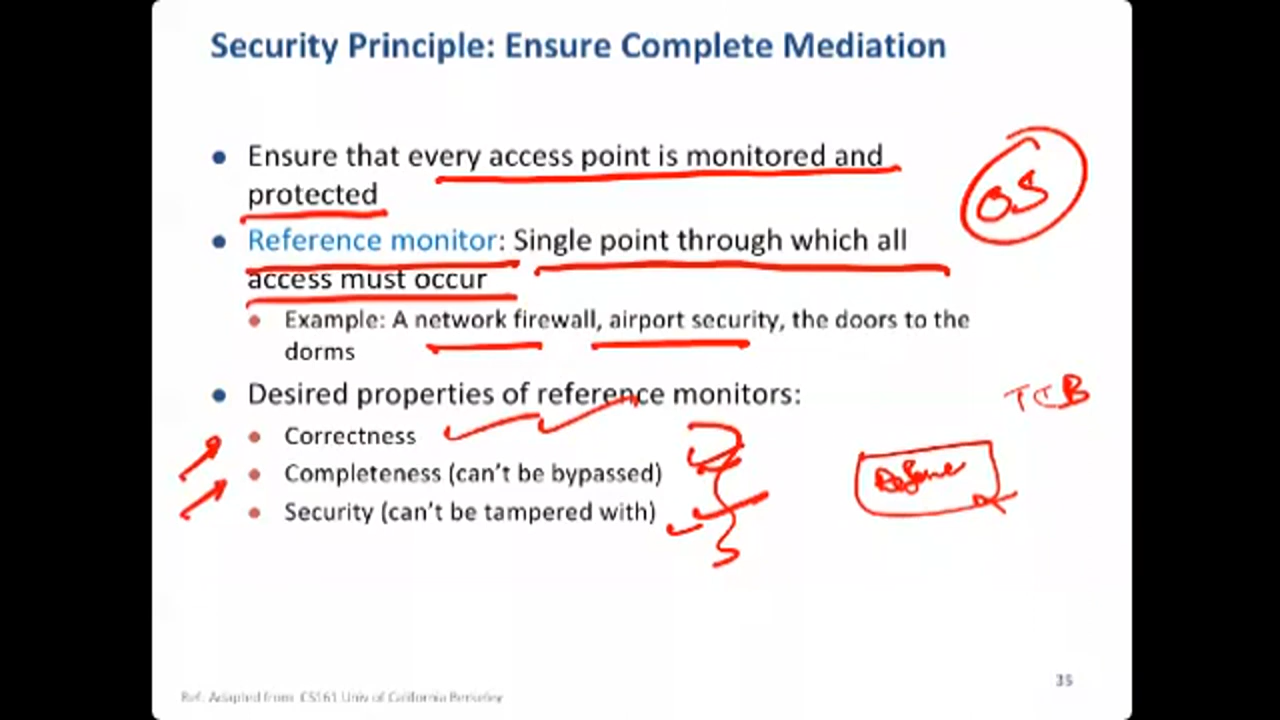 Security Principle: Ensure Complete Mediation
● Ensure that every access point is monitored and
protected
OS
● Reference monitor: Single point through which all
access must occur
● Example: A network firewall, airport security, the doors to the
dorms
● Desired properties of reference monitors:
TCB
● Correctness
● Completeness (can't be bypassed)
● Security (can't be tampered with)
35
Ref: Adapted from CS161 Univ of California Berkeley